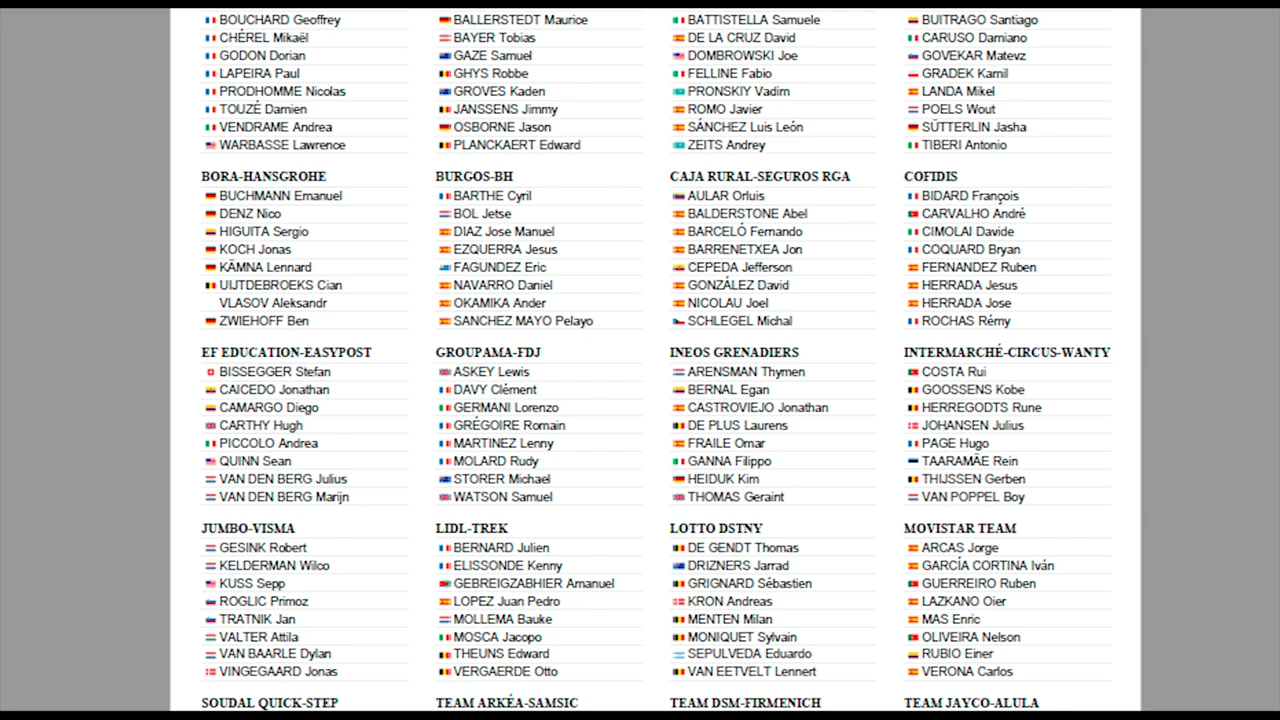 BOUCHARD Geoffrey
CHÉREL Mikaël
GODON Dorian
LAPEIRA Paul
PRODHOMME Nicolas
TOUZÉ Damien
VENDRAME Andrea
WARBASSE Lawrence
BALLERSTEDT Maurice
BAYER Tobias
GAZE Samuel
GHYS Robbe
GROVES Kaden
JANSSENS Jimmy
OSBORNE Jason
PLANCKAERT Edward
BATTISTELLA Samuele
DE LA CRUZ David
DOMBROWSKI Joe
FELLINE Fabio
PRONSKIY Vadim
ROMO Javier
SÁNCHEZ Luis León
ZEITS Andrey
BUITRAGO Santiago
CARUSO Damiano
GOVEKAR Matevz
GRADEK Kamil
LANDA Mikel
POELS Wout
SÜTTERLIN Jasha
TIBERI Antonio
BORA-HANSGROHE
BUCHMANN Emanuel
DENZ Nico
HIGUITA Sergio
KOCH Jonas
KÄMNA Lennard
UIJTDEBROEKS Cian
VLASOV Aleksandr
ZWIEHOFF Ben
BURGOS-BH
BARTHE Cyril
BOL Jetse
DIAZ Jose Manuel
EZQUERRA Jesus
FAGUNDEZ Eric
NAVARRO Daniel
OKAMIKA Ander
SANCHEZ MAYO Pelayo
CAJA RURAL-SEGUROS RGA
AULAR Orluis
BALDERSTONE Abel
BARCELÓ Fernando
BARRENETXEA Jon
CEPEDA Jefferson
GONZÁLEZ David
NICOLAU Joel
SCHLEGEL Michal
COFIDIS
BIDARD François
CARVALHO André
CIMOLAI Davide
COQUARD Bryan
FERNANDEZ Ruben
HERRADA Jesus
HERRADA Jose
ROCHAS Rémy
EF EDUCATION-EASYPOST
BISSEGGER Stefan
CAICEDO Jonathan
CAMARGO Diego
CARTHY Hugh
PICCOLO Andrea
QUINN Sean
VAN DEN BERG Julius
VAN DEN BERG Marijn
GROUPAMA-FDJ
ASKEY Lewis
DAVY Clément
GERMANI Lorenzo
GRÉGOIRE Romain
MARTINEZ Lenny
MOLARD Rudy
STORER Michael
WATSON Samuel
INEOS GRENADIERS
ARENSMAN Thymen
BERNAL Egan
CASTROVIEJO Jonathan
DE PLUS Laurens
FRAILE Omar
GANNA Filippo
HEIDUK Kim
THOMAS Geraint
INTERMARCHÉ-CIRCUS-WANTY
COSTA Rui
GOOSSENS Kobe
HERREGODTS Rune
JOHANSEN Julius
PAGE Hugo
TAARAMÄE Rein
THIJSSEN Gerben
VAN POPPEL Boy
JUMBO-VISMA
GESINK Robert
KELDERMAN Wilco
KUSS Sepp
ROGLIC Primoz
TRATNIK Jan
VALTER Attila
VAN BAARLE Dylan
VINGEGAARD Jonas
LIDL-TREK
BERNARD Julien
ELISSONDE Kenny
GEBREIGZABHIER Amanuel
LOPEZ Juan Pedro
MOLLEMA Bauke
MOSCA Jacopo
THEUNS Edward
VERGAERDE Otto
LOTTO DSTNY
DE GENDT Thomas
DRIZNERS Jarrad
GRIGNARD Sébastien
KRON Andreas
MENTEN Milan
MONIQUET Sylvain
SEPULVEDA Eduardo
VAN EETVELT Lennert
MOVISTAR TEAM
ARCAS Jorge
GARCÍA CORTINA Iván
GUERREIRO Ruben
LAZKANO Oier
MAS Enric
OLIVEIRA Nelson
RUBIO Einer
VERONA Carlos
SOUDAL QUICK-STEP
TEAM ARKÉA-SAMSIC
TEAM DSM-FIRMENICH
TEAM JAYCO-ALULA